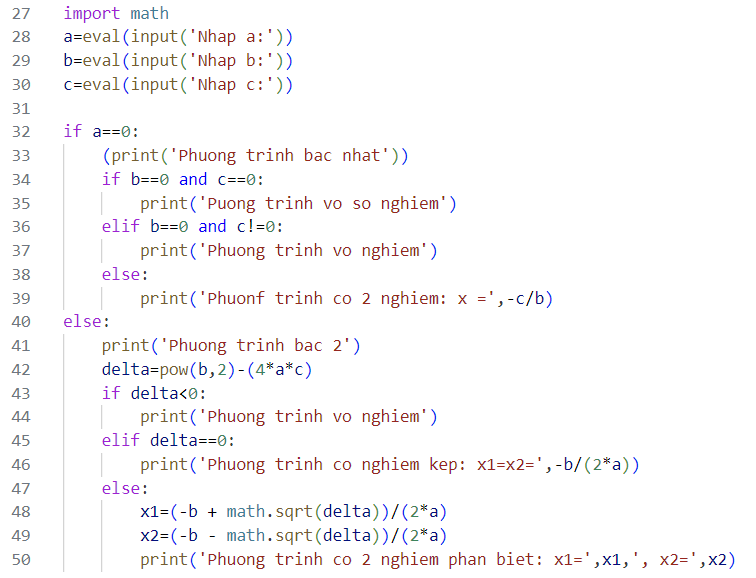 27 import math
28 a=eval(input('Nhap a:'))
29 b=eval(input('Nhap b:'))
30 c=eval(input('Nhap c:'))
31
32 if a==0:
33     (print('Phuong trinh bac nhat'))
34     if b==0 and c==0:
35         print('Puong trinh vo so nghiem')
36     elif b==0 and c!=0:
37         print('Phuong trinh vo nghiem')
38     else:
39         print('Phuonf trinh co 2 nghiem: x =',-c/b)
40 else:
41     print('Phuong trinh bac 2')
42     delta=pow(b,2)-(4*a*c)
43     if delta<0:
44         print('Phuong trinh vo nghiem')
45     elif delta==0:
46         print('Phuong trinh co nghiem kep: x1=x2=',-b/(2*a))
47     else:
48         x1=(-b + math.sqrt(delta))/(2*a)
49         x2=(-b - math.sqrt(delta))/(2*a)
50         print('Phuong trinh co 2 nghiem phan biet: x1=',x1,', x2=',x2)